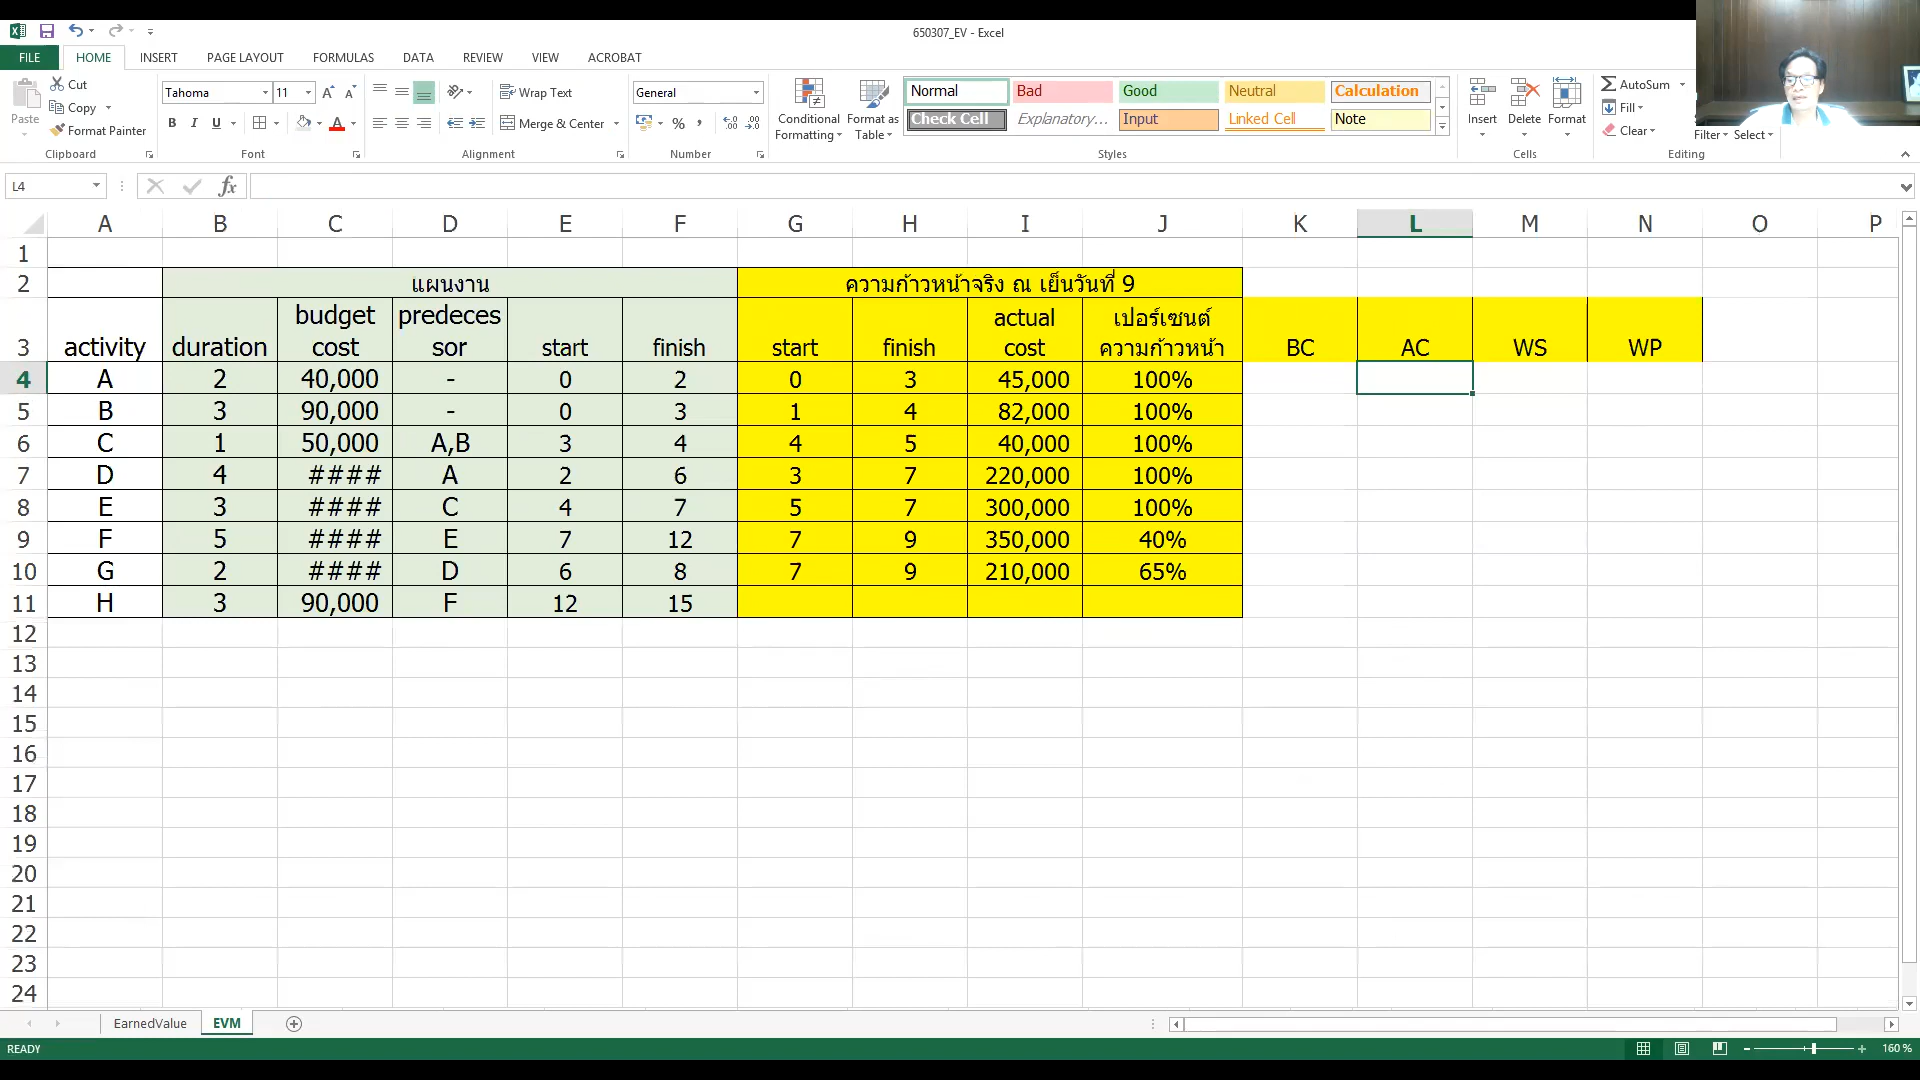 650307_EV - Excel
FILE HOME INSERT PAGE LAYOUT FORMULAS DATA REVIEW VIEW ACROBAT
Paste Cut Copy Format Painter
Tahoma 11
B I U
Wrap Text
Merge & Center
General
Conditional Formatting
Format as Table
Normal Bad Good Neutral Calculation
Check Cell Explanatory... Input Linked Cell Note
Insert Delete Format
AutoSum
Fill
Clear
Filter Select
Clipboard Font Alignment Number Styles Cells Editing
L4 fx
A B C D E F G H I J K L M N O P
1
2 แผนงาน ความก้าวหน้าจริง ณ เย็นวันที่ 9
3 activity duration budget cost predecessor start finish start finish actual cost เปอร์เซนต์ความก้าวหน้า BC AC WS WP
4 A 2 40,000 - 0 2 0 3 45,000 100%
5 B 3 90,000 - 0 3 1 4 82,000 100%
6 C 1 50,000 A,B 3 4 4 5 40,000 100%
7 D 4 #### A 2 6 3 7 220,000 100%
8 E 3 #### C 4 7 5 7 300,000 100%
9 F 5 #### E 7 12 7 9 350,000 40%
10 G 2 #### D 6 8 7 9 210,000 65%
11 H 3 90,000 F 12 15
12
13
14
15
16
17
18
19
20
21
22
23
24
EarnedValue EVM
READY 160 %